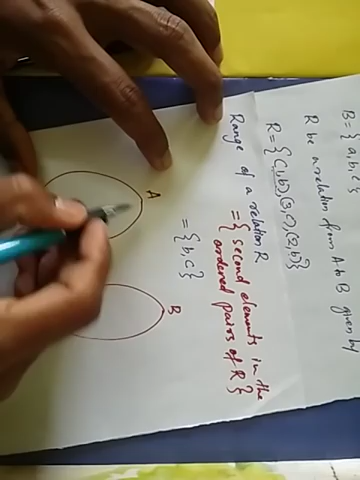 B = {a, b, c},
R be a relation from A to B given by
R = {(1,b),(3,c),(2,b)}
Range of a relation R
= {second elements in the
ordered pairs of R}
= {b,c}
A
B